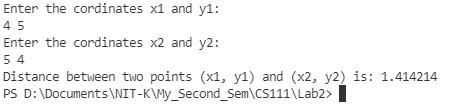 Enter the cordinates x1 and y1:
4 5
Enter the cordinates x2 and y2:
5 4
Distance between two points (x1, y1) and (x2, y2) is: 1.414214
PS D:\Documents\NIT-K\My_Second_Sem\CS111\Lab2>